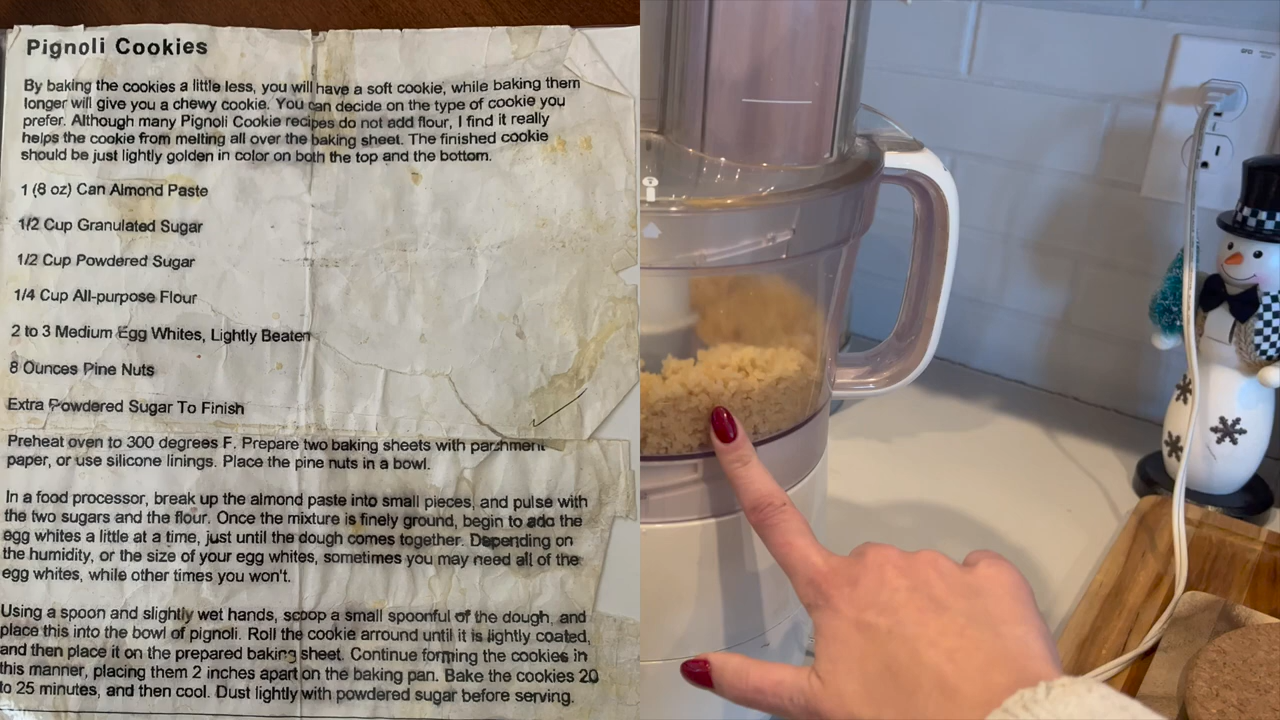 Pignoli Cookies
By baking the cookies a little less, you will have a soft cookie, while baking them
longer will give you a chewy cookie. You can decide on the type of cookie you
prefer. Although many Pignoli Cookie recipes do not add flour, I find it really
helps the cookie from melting all over the baking sheet. The finished cookie
should be just lightly golden in color on both the top and the bottom.
1 (8 oz) Can Almond Paste
1/2 Cup Granulated Sugar
1/2 Cup Powdered Sugar
1/4 Cup All-purpose Flour
2 to 3 Medium Egg Whites, Lightly Beaten
8 Ounces Pine Nuts
Extra Powdered Sugar To Finish
Preheat oven to 300 degrees F. Prepare two baking sheets with parchment
paper, or use silicone linings. Place the pine nuts in a bowl.
In a food processor, break up the almond paste into small pieces, and pulse with
the two sugars and the flour. Once the mixture is finely ground, begin to add the
egg whites a little at a time, just until the dough comes together. Depending on
the humidity, or the size of your egg whites, sometimes you may need all of the
egg whites, while other times you won't.
Using a spoon and slightly wet hands, scoop a small spoonful of the dough, and
place this into the bowl of pignoli. Roll the cookie arround until it is lightly coated,
and then place it on the prepared baking sheet. Continue forming the cookies in
this manner, placing them 2 inches apart on the baking pan. Bake the cookies 20
to 25 minutes, and then cool. Dust lightly with powdered sugar before serving.